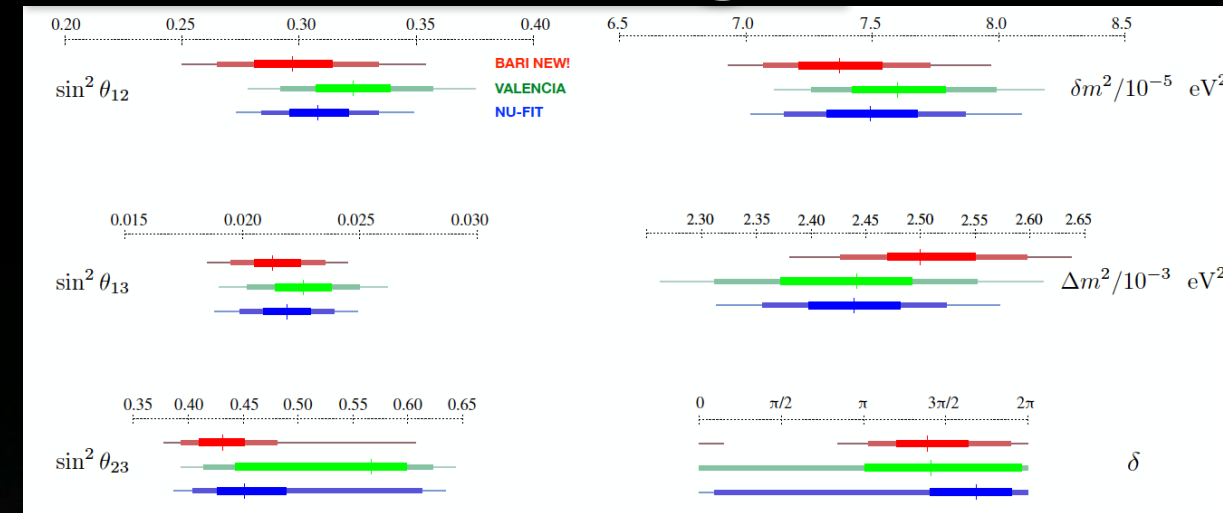 0.20 0.25 0.30 0.35 0.40
sin² θ₁₂
BARI NEW!
VALENCIA
NU-FIT
6.5 7.0 7.5 8.0 8.5
δm²/10⁻⁵ eV²
0.015 0.020 0.025 0.030
sin² θ₁₃
2.30 2.35 2.40 2.45 2.50 2.55 2.60 2.65
Δm²/10⁻³ eV²
0.35 0.40 0.45 0.50 0.55 0.60 0.65
sin² θ₂₃
0 π/2 π 3π/2 2π
δ